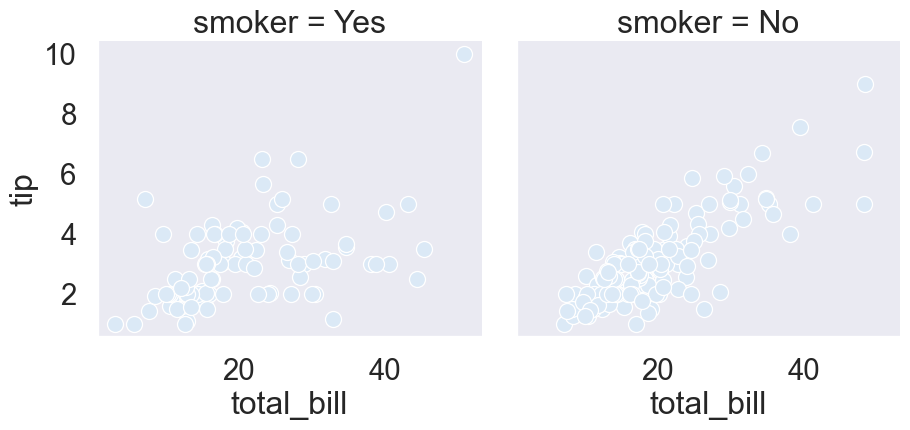 smoker = Yes
smoker = No
10
8
6
4
2
tip
20
40
20
40
total_bill
total_bill